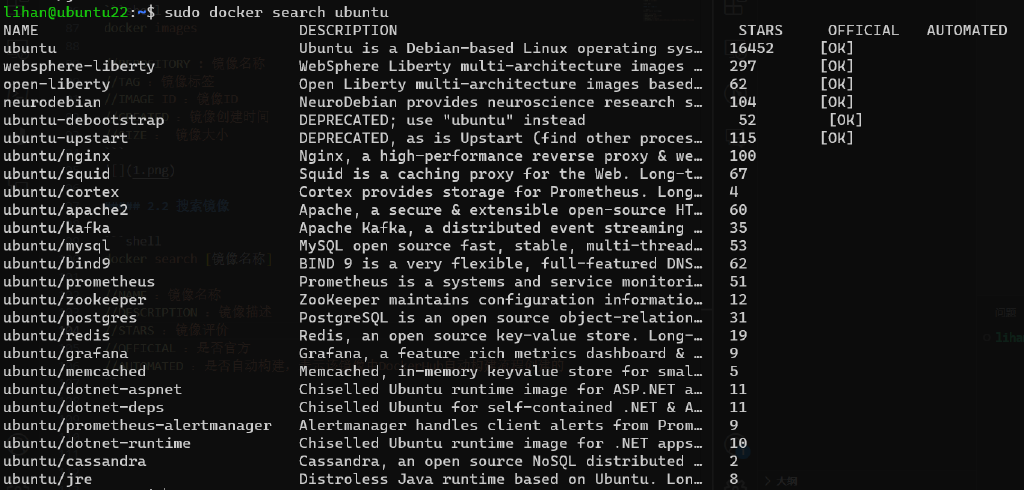 lihan@ubuntu22:~$ sudo docker search ubuntu
NAME DESCRIPTION STARS OFFICIAL AUTOMATED
ubuntu Ubuntu is a Debian-based Linux operating sys… 16452 [OK]
websphere-liberty WebSphere Liberty multi-architecture images … 297 [OK]
open-liberty Open Liberty multi-architecture images based… 62 [OK]
neurodebian NeuroDebian provides neuroscience research s… 104 [OK]
ubuntu-debootstrap DEPRECATED; use "ubuntu" instead 52 [OK]
ubuntu-upstart DEPRECATED, as is Upstart (find other proces… 115 [OK]
ubuntu/nginx Nginx, a high-performance reverse proxy & we… 100
ubuntu/squid Squid is a caching proxy for the Web. Long-t… 67
ubuntu/cortex Cortex provides storage for Prometheus. Long… 4
ubuntu/apache2 Apache, a secure & extensible open-source HT… 60
ubuntu/kafka Apache Kafka, a distributed event streaming … 35
ubuntu/mysql MySQL open source fast, stable, multi-thread… 53
ubuntu/bind9 BIND 9 is a very flexible, full-featured DNS… 62
ubuntu/prometheus Prometheus is a systems and service monitori… 51
ubuntu/zookeeper ZooKeeper maintains configuration informatio… 12
ubuntu/postgres PostgreSQL is an open source object-relation… 31
ubuntu/redis Redis, an open source key-value store. Long-… 19
ubuntu/grafana Grafana, a feature rich metrics dashboard & … 9
ubuntu/memcached Memcached, in-memory keyvalue store for smal… 5
ubuntu/dotnet-aspnet Chiselled Ubuntu runtime image for ASP.NET a… 11
ubuntu/dotnet-deps Chiselled Ubuntu for self-contained .NET & A… 11
ubuntu/prometheus-alertmanager Alertmanager handles client alerts from Prom… 9
ubuntu/dotnet-runtime Chiselled Ubuntu runtime image for .NET apps… 10
ubuntu/cassandra Cassandra, an open source NoSQL distributed … 2
ubuntu/jre Distroless Java runtime based on Ubuntu. Lon… 8